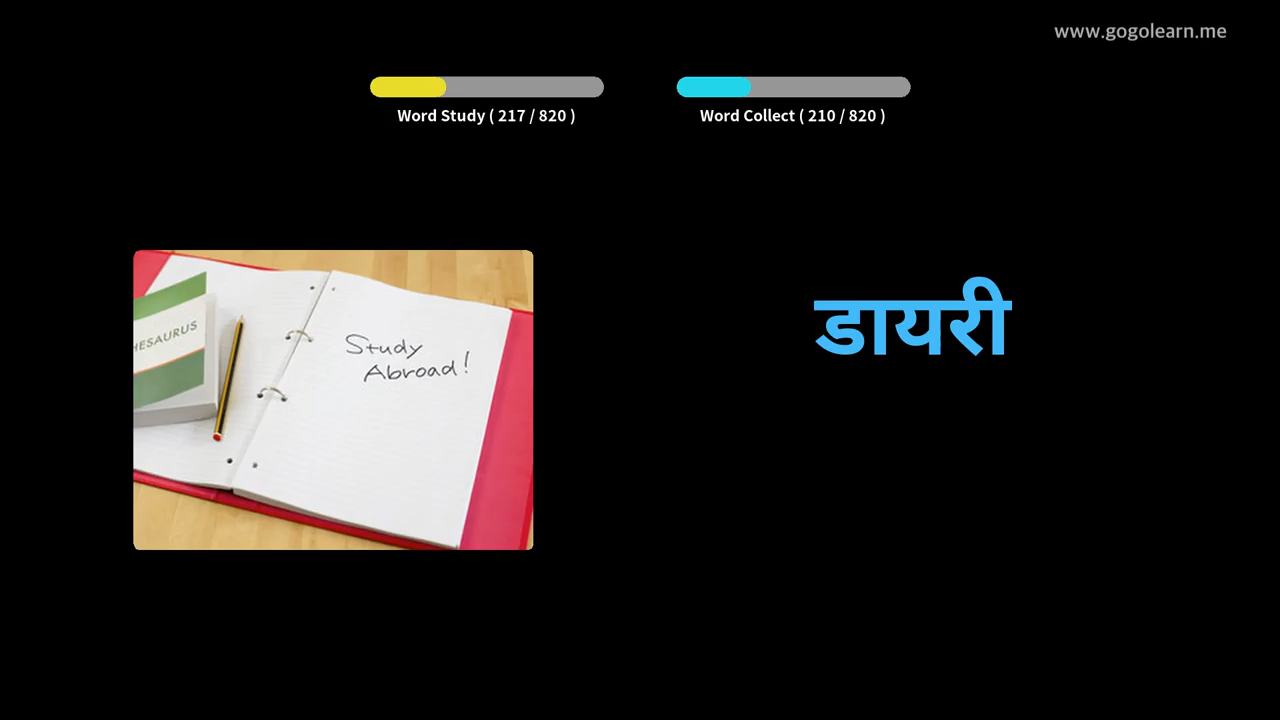 www.gogolearn.me
Word Study ( 217 / 820 )
Word Collect ( 210 / 820 )
HESAURUS
Study
Abroad!
डायरी